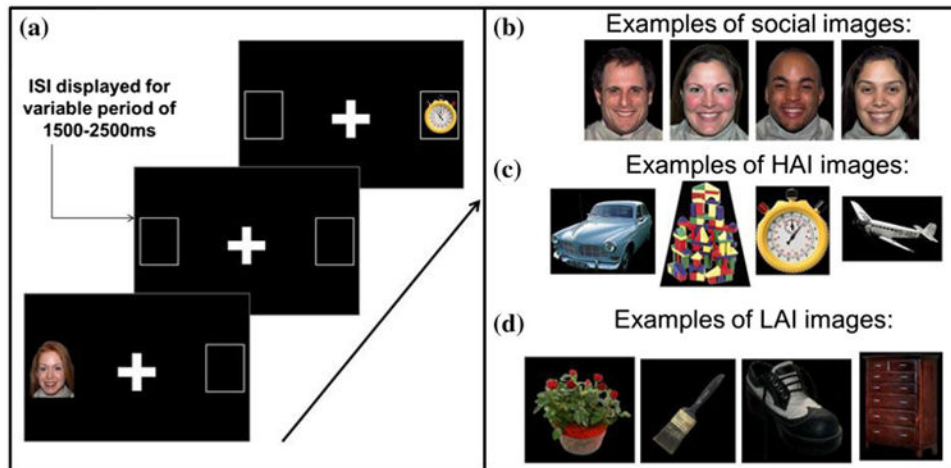 (a)
ISI displayed for
variable period of
1500-2500ms
(b)
Examples of social images:
(c)
Examples of HAI images:
(d)
Examples of LAI images: